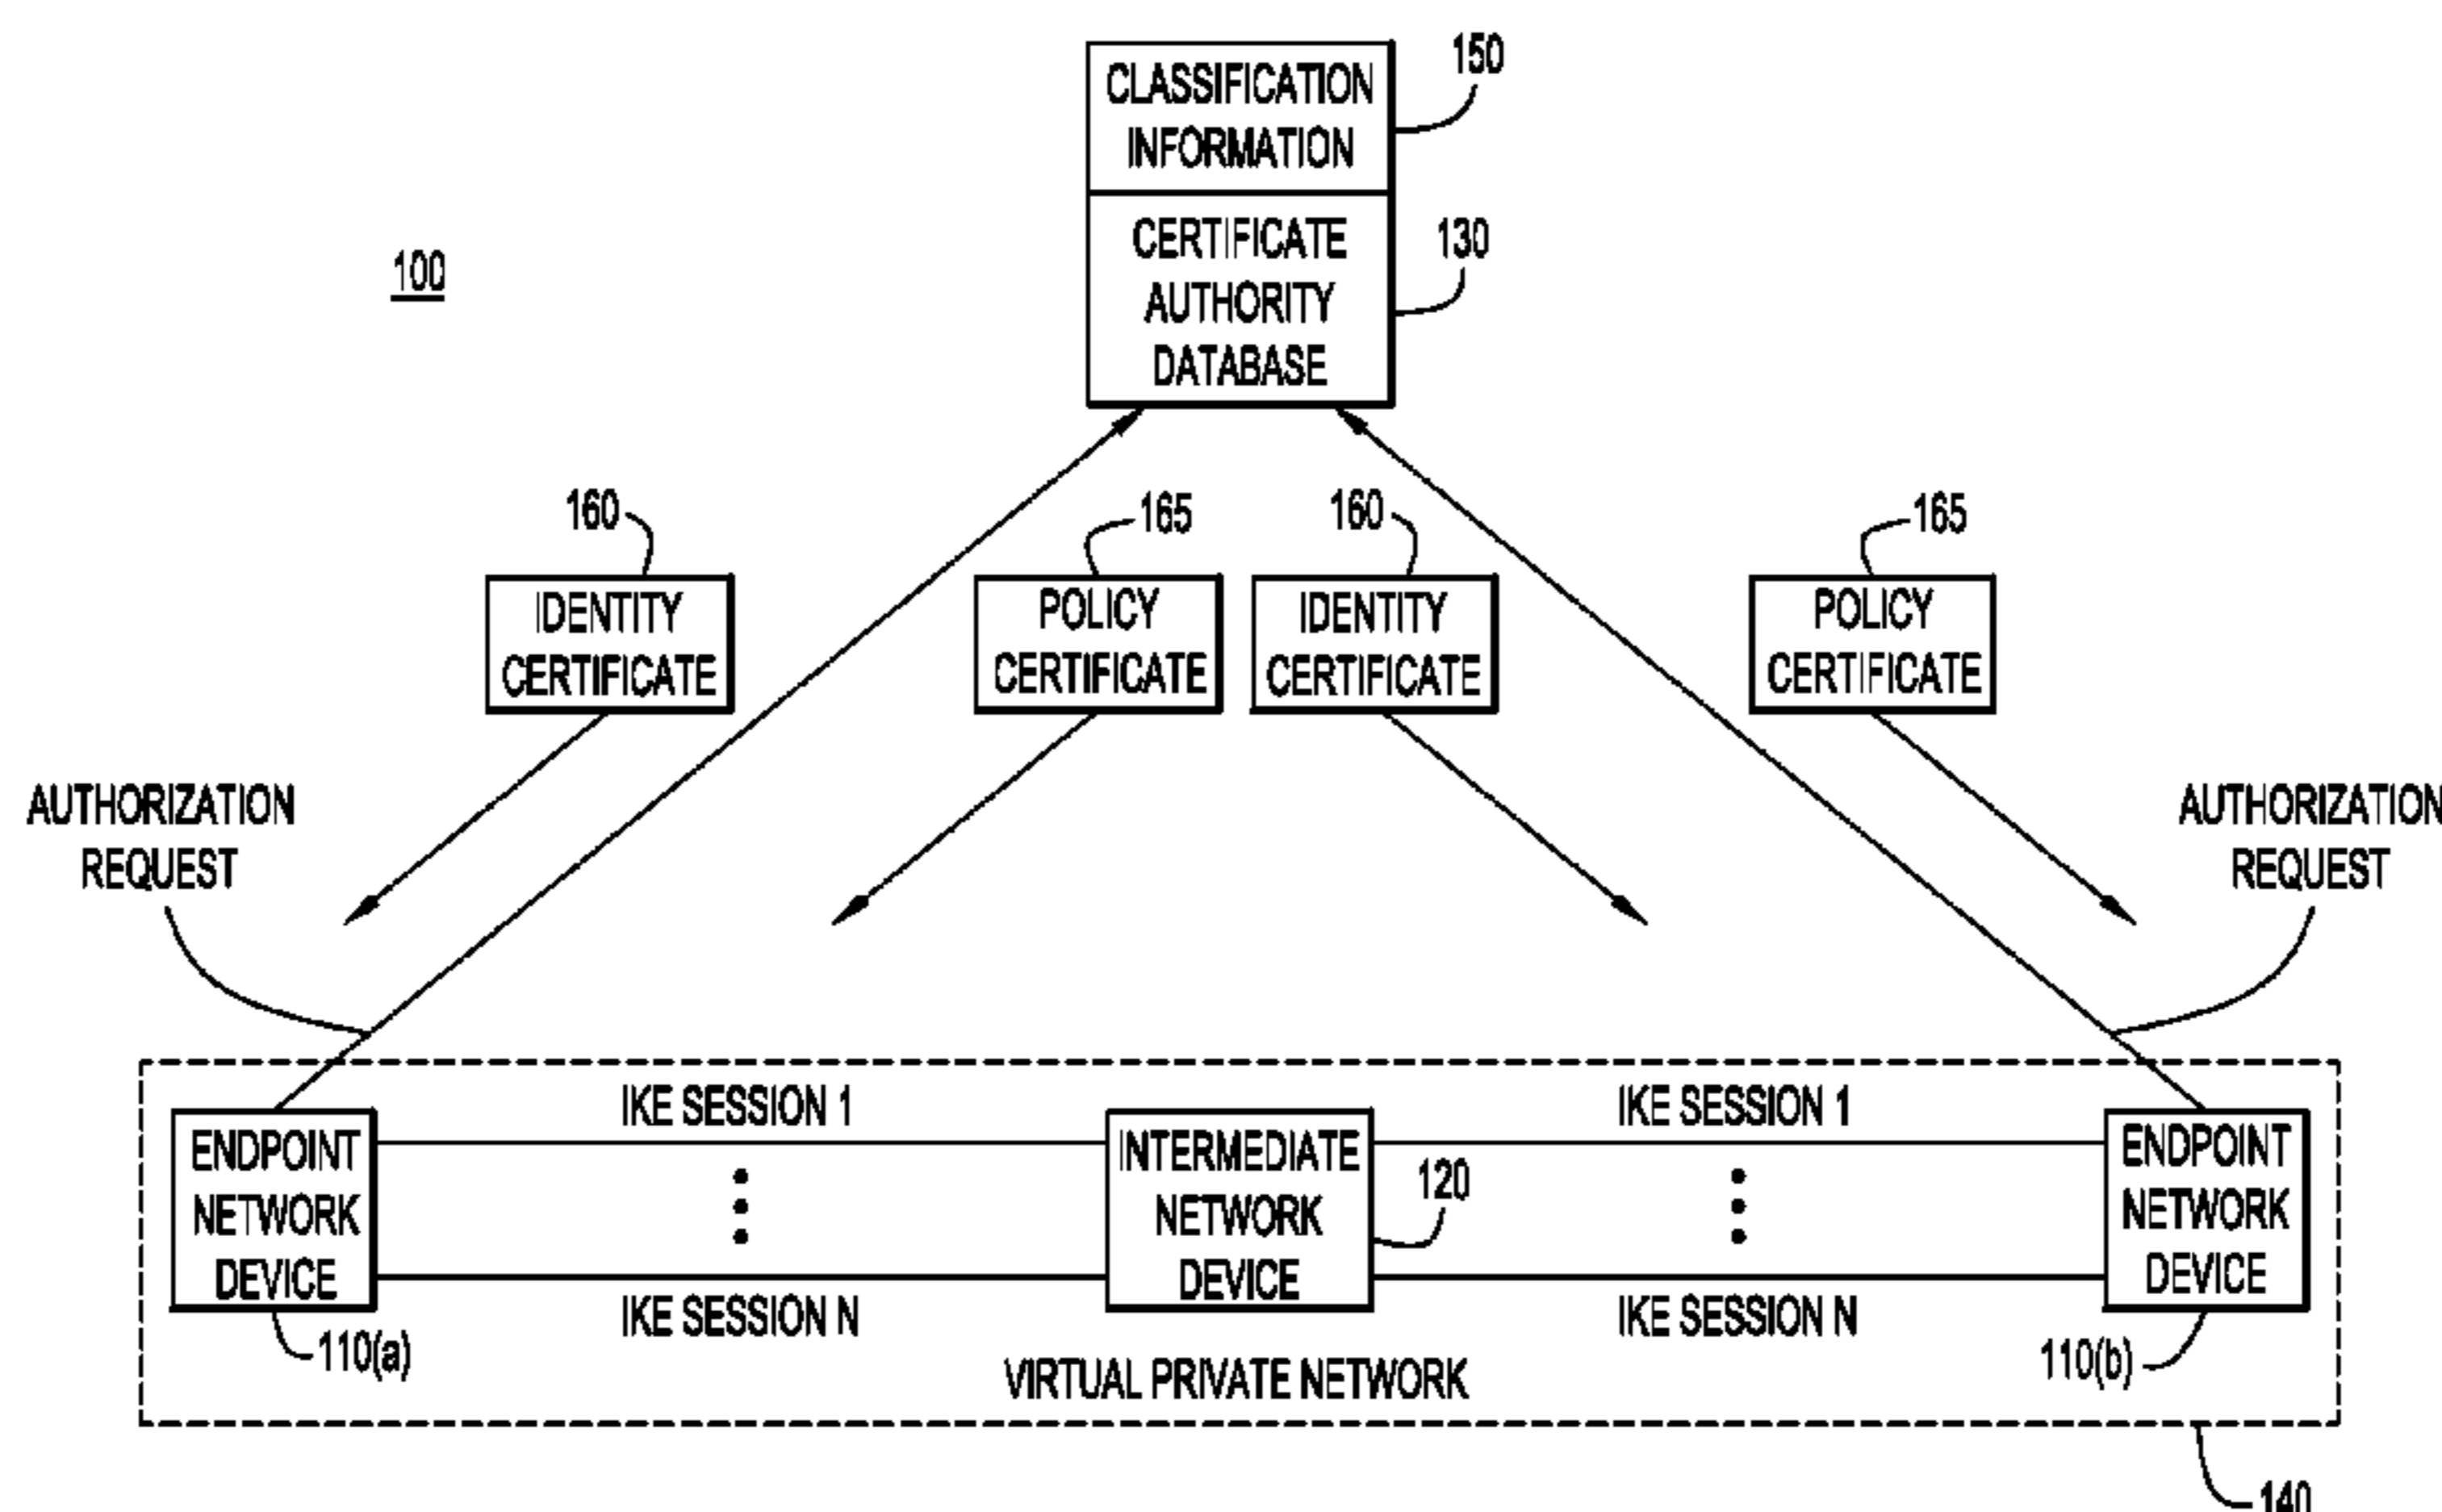 CLASSIFICATION
INFORMATION
150
CERTIFICATE
AUTHORITY
DATABASE
130
100
160
165
160
165
IDENTITY
CERTIFICATE
POLICY
CERTIFICATE
IDENTITY
CERTIFICATE
POLICY
CERTIFICATE
AUTHORIZATION
REQUEST
AUTHORIZATION
REQUEST
IKE SESSION 1
IKE SESSION 1
ENDPOINT
NETWORK
DEVICE
INTERMEDIATE
NETWORK
DEVICE
120
ENDPOINT
NETWORK
DEVICE
IKE SESSION N
IKE SESSION N
110(a)
110(b)
VIRTUAL PRIVATE NETWORK
140